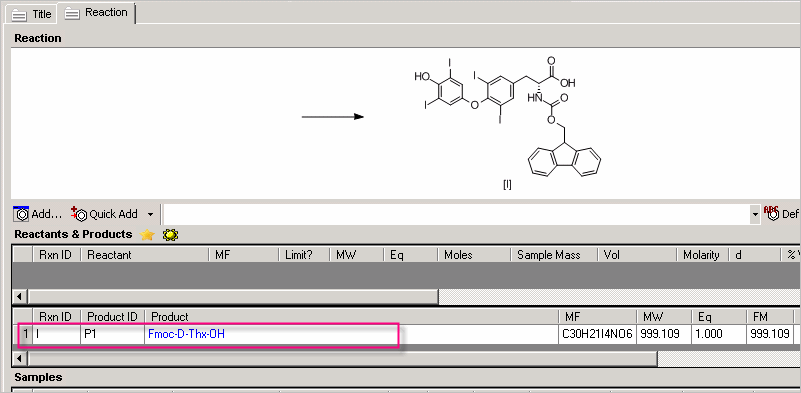 Title Reaction
Reaction
HO I I O I I O OH HN O O
[I]
Add... Quick Add ABC Def
Reactants & Products
Rxn ID Reactant MF Limit? MW Eq Moles Sample Mass Vol Molarity d %
Rxn ID Product ID Product MF MW Eq FM
1 I P1 Fmoc-D-Thx-OH C30H21I4NO6 999.109 1.000 999.109
Samples